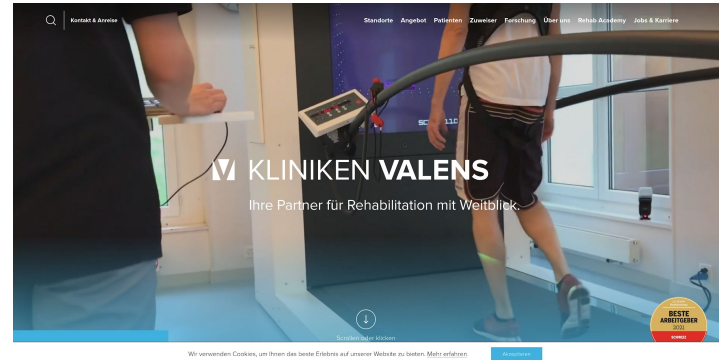 Kontakt & Anreise
Standorte Angebot Patienten Zuweiser Forschung Über uns Rehab Academy Jobs & Karriere
KLINIKEN VALENS
Ihre Partner für Rehabilitation mit Weitblick.
BESTE
ARBEITGEBER
2021
SCHWEIZ
Scrollen oder klicken
Wir verwenden Cookies, um Ihnen das beste Erlebnis auf unserer Website zu bieten. Mehr erfahren
Akzeptieren